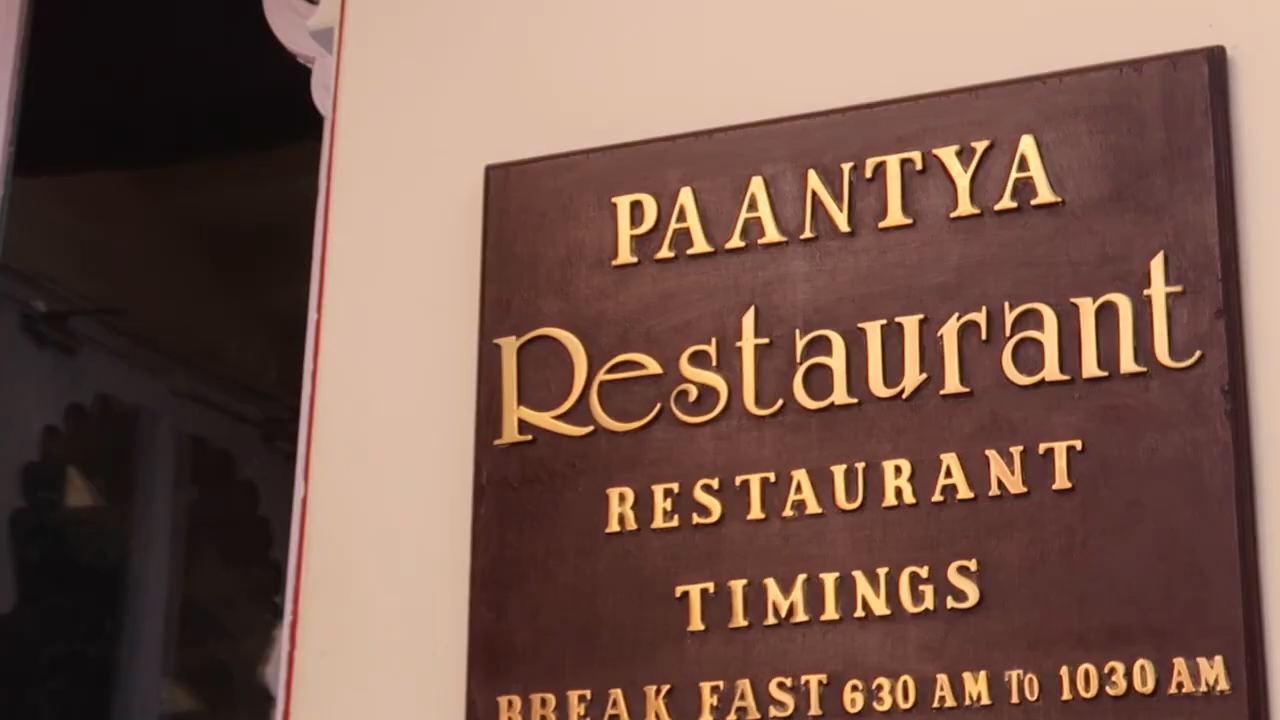 PAANTYA
Restaurant
RESTAURANT
TIMINGS
BREAK FAST 630 AM To 1030 AM